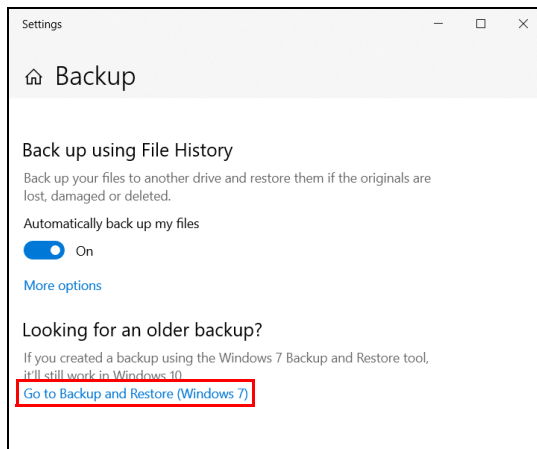 Settings
Backup
Back up using File History
Back up your files to another drive and restore them if the originals are
lost, damaged or deleted.
Automatically back up my files
On
More options
Looking for an older backup?
If you created a backup using the Windows 7 Backup and Restore tool,
it'll still work in Windows 10.
Go to Backup and Restore (Windows 7)